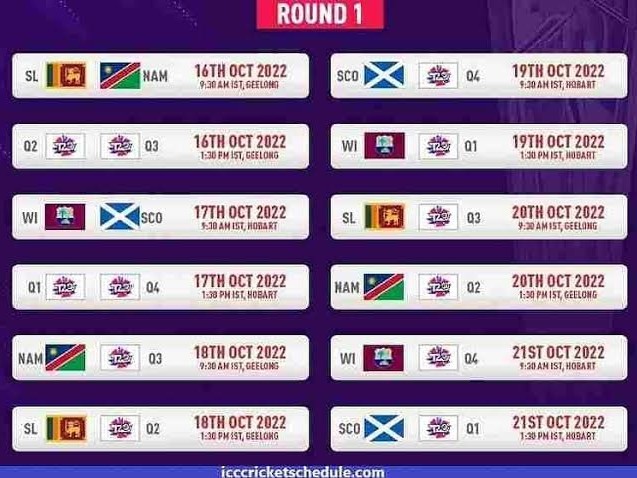 ROUND 1
SL NAM 16TH OCT 2022
9:30 AM IST, GEELONG
Q2 Q3 16TH OCT 2022
1:30 PM IST, GEELONG
WI SCO 17TH OCT 2022
9:30 AM IST, HOBART
Q1 Q4 17TH OCT 2022
1:30 PM IST, HOBART
NAM Q3 18TH OCT 2022
9:30 AM IST, GEELONG
SL Q2 18TH OCT 2022
1:30 PM IST, GEELONG
SCO Q4 19TH OCT 2022
9:30 AM IST, HOBART
WI Q1 19TH OCT 2022
1:30 PM IST, HOBART
SL Q3 20TH OCT 2022
9:30 AM IST, GEELONG
NAM Q2 20TH OCT 2022
1:30 PM IST, GEELONG
WI Q4 21ST OCT 2022
9:30 AM IST, HOBART
SCO Q1 21ST OCT 2022
1:30 PM IST, HOBART
icccricketschedule.com